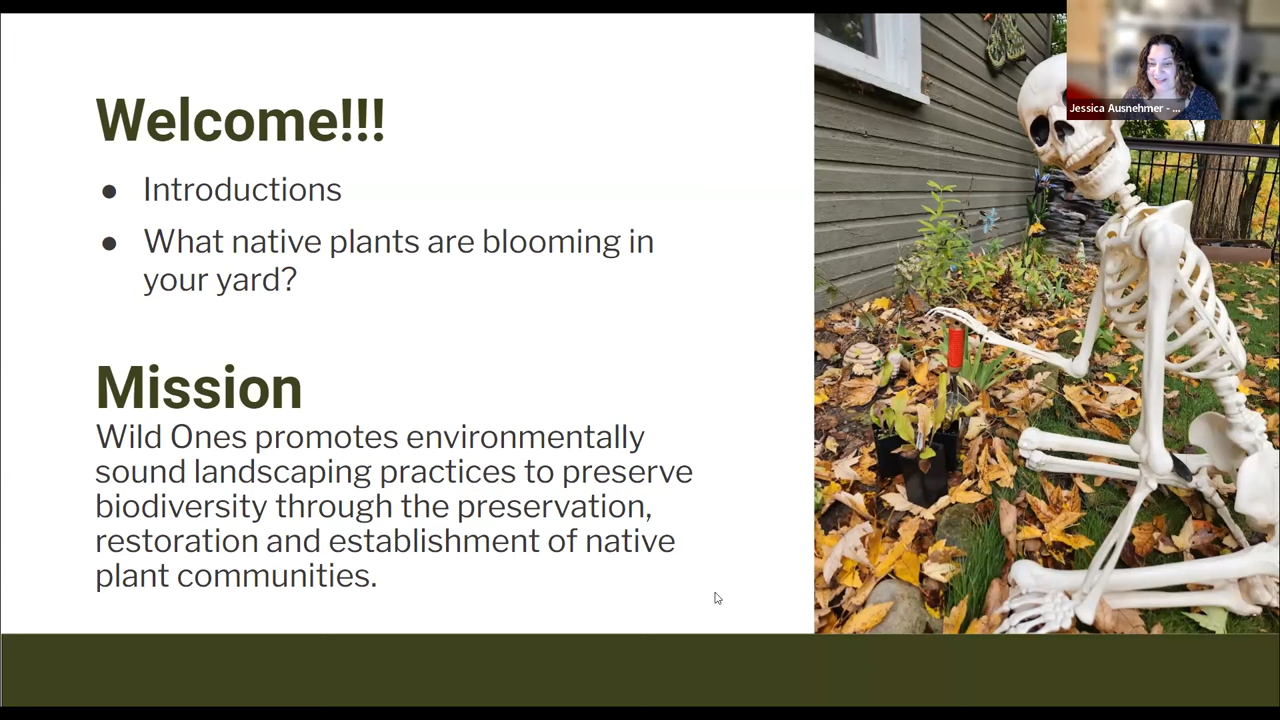 Welcome!!!
● Introductions
● What native plants are blooming in
your yard?
Mission
Wild Ones promotes environmentally
sound landscaping practices to preserve
biodiversity through the preservation,
restoration and establishment of native
plant communities.
Jessica Ausnehmer - ...